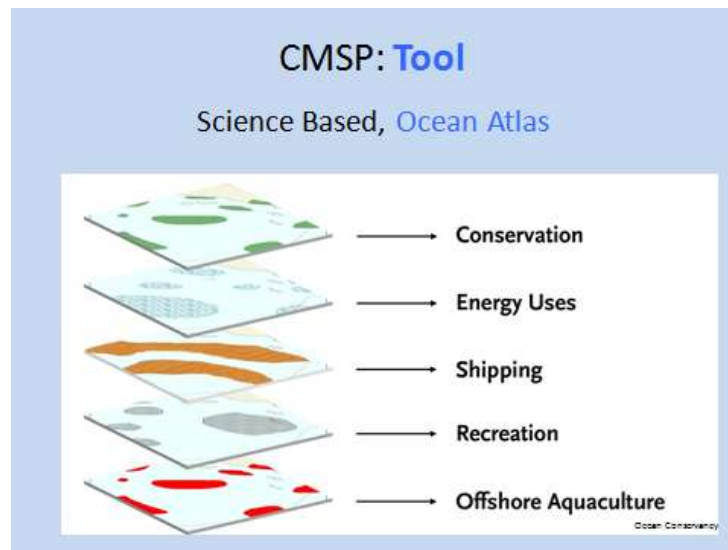 CMSP: Tool
Science Based, Ocean Atlas
Conservation
Energy Uses
Shipping
Recreation
Offshore Aquaculture
Ocean Conservancy